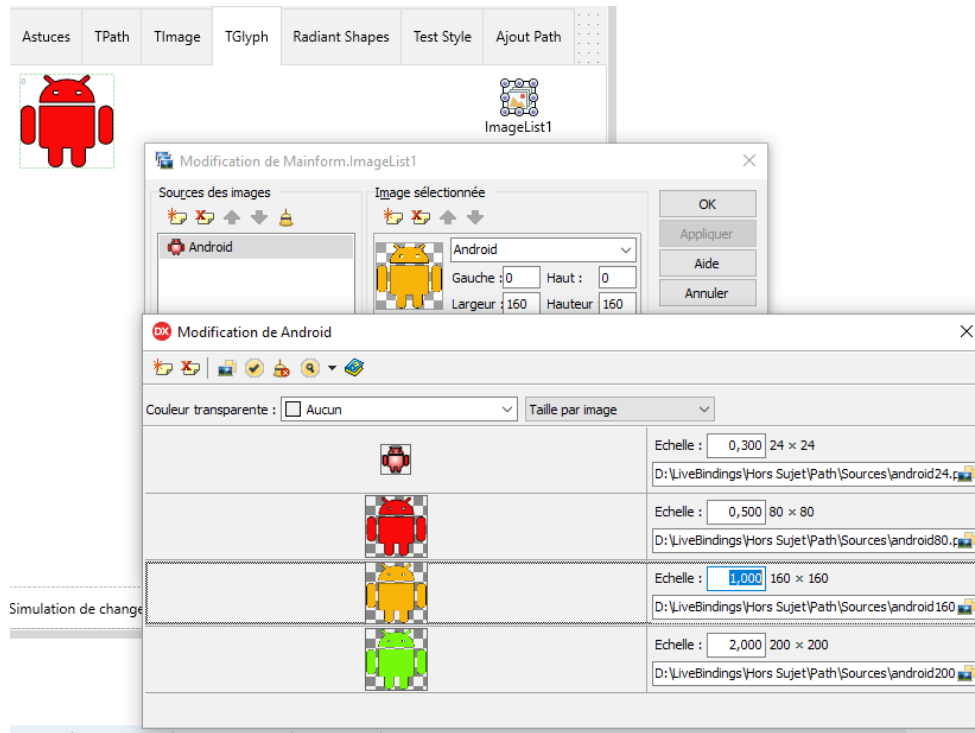 Astuces TPath TImage TGlyph Radiant Shapes Test Style Ajout Path
ImageList1
Modification de Mainform.ImageList1
Sources des images Image sélectionnée OK
Appliquer
Android Android Aide
Gauche : 0 Haut : 0
Annuler
Largeur : 160 Hauteur 160
DX Modification de Android
Couleur transparente : Aucun Taille par image
Echelle : 0,300 24 × 24
D:\LiveBindings\Hors Sujet\Path\Sources\android24.p
Echelle : 0,500 80 × 80
D:\LiveBindings\Hors Sujet\Path\Sources\android80.p
Echelle : 1,000 160 × 160
Simulation de change
D:\LiveBindings\Hors Sujet\Path\Sources\android160
Echelle : 2,000 200 × 200
D:\LiveBindings\Hors Sujet\Path\Sources\android200